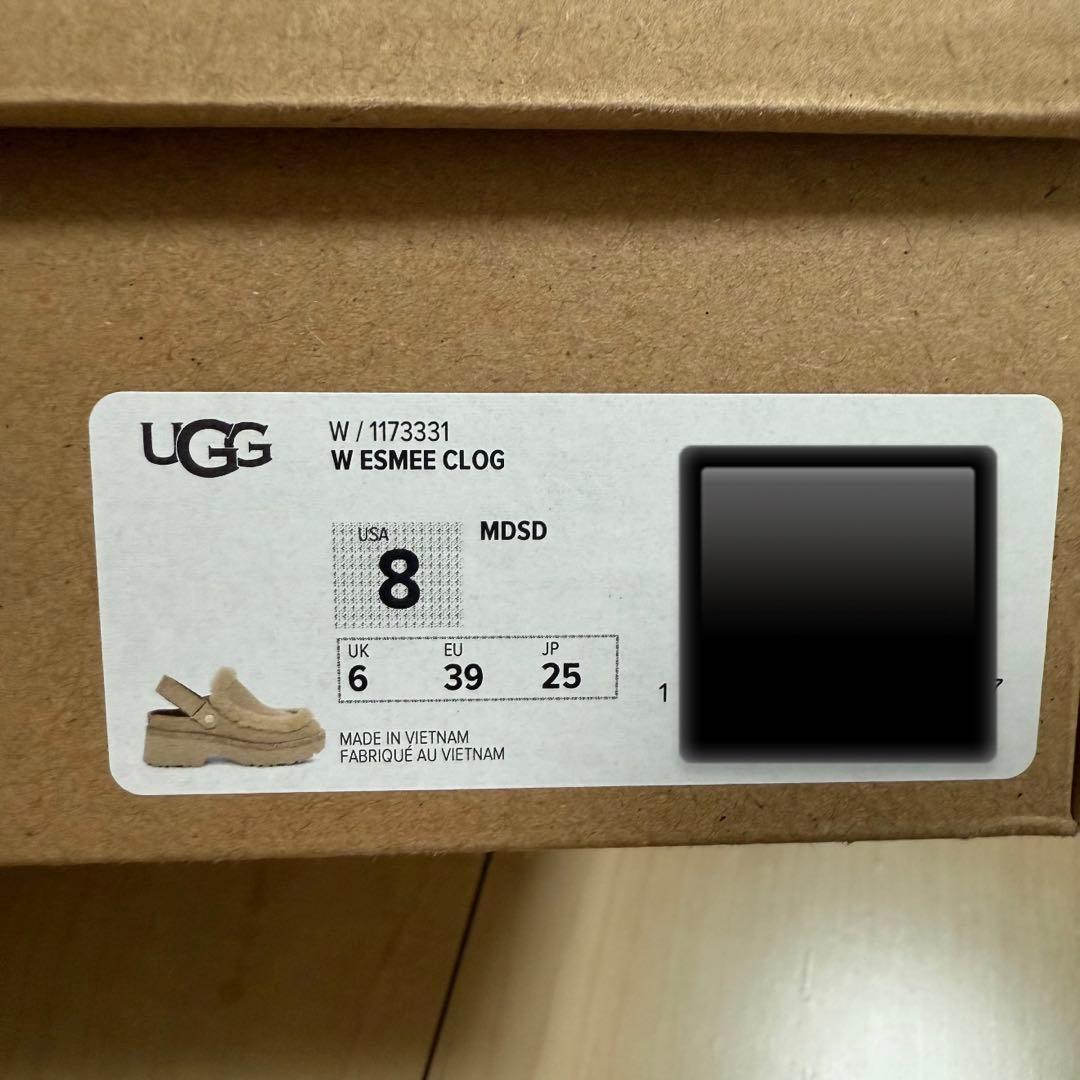 UGG
W / 1173331
W ESMEE CLOG
USA
8
MDSD
UK EU JP
6 39 25
MADE IN VIETNAM
FABRIQUÉ AU VIETNAM
1